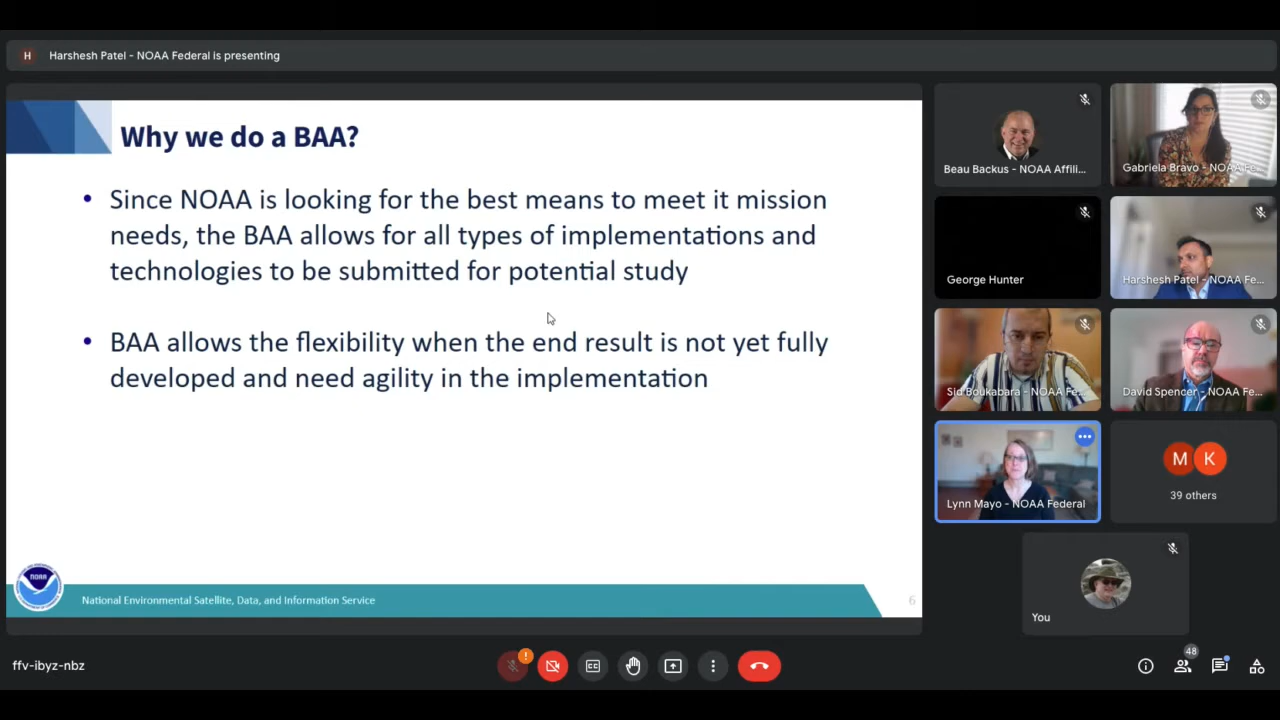 H Harshesh Patel - NOAA Federal is presenting
Why we do a BAA?
• Since NOAA is looking for the best means to meet it mission
needs, the BAA allows for all types of implementations and
technologies to be submitted for potential study
• BAA allows the flexibility when the end result is not yet fully
developed and need agility in the implementation
NOAA
National Environmental Satellite, Data, and Information Service
6
Beau Backus - NOAA Affili...
Gabriela Bravo - NOAA Fe...
George Hunter
Harshesh Patel - NOAA Fe...
Sid Boukabara - NOAA Fe...
David Spencer - NOAA Fe...
Lynn Mayo - NOAA Federal
M K
39 others
You
ffv-ibyz-nbz
!
CC
48